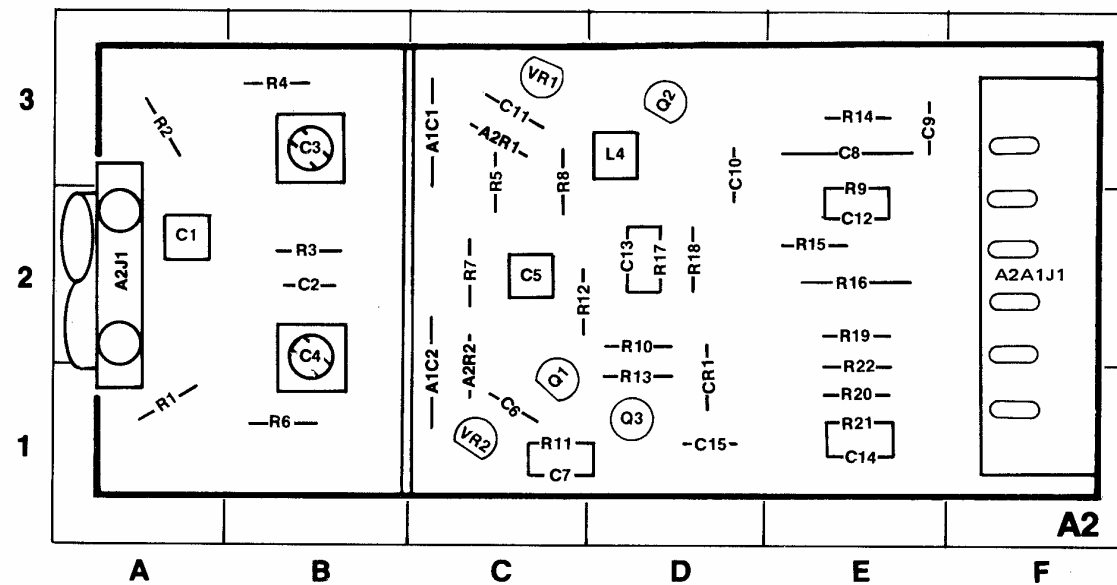 3
2
1
R4
R2
C3
A2J1
C1
R3
C2
C4
R1
R6
A1C1
VR1
C11
A2R1
R5
R8
L4
Q2
C10
R14
C9
C8
R9
C12
R7
C5
R12
C13
R17
R18
R15
R16
A2A1J1
A1C2
A2R2
C6
Q1
VR2
R11
C7
R10
R13
Q3
CR1
C15
R19
R22
R20
R21
C14
A2
A B C D E F